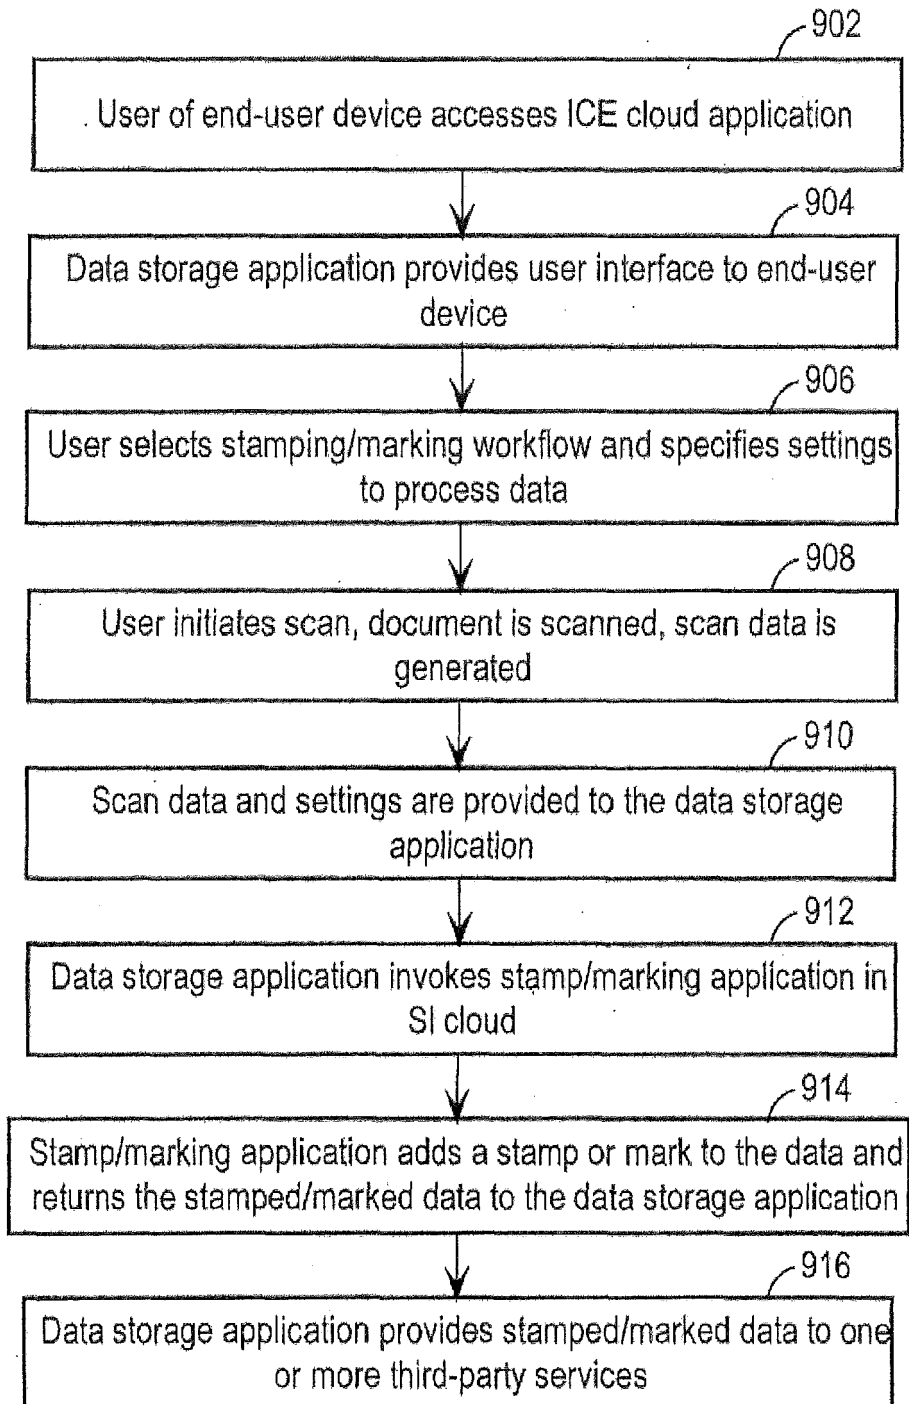 902
User of end-user device accesses ICE cloud application
904
Data storage application provides user interface to end-user
device
906
User selects stamping/marking workflow and specifies settings
to process data
908
User initiates scan, document is scanned, scan data is
generated
910
Scan data and settings are provided to the data storage
application
912
Data storage application invokes stamp/marking application in
SI cloud
914
Stamp/marking application adds a stamp or mark to the data and
returns the stamped/marked data to the data storage application
916
Data storage application provides stamped/marked data to one
or more third-party services